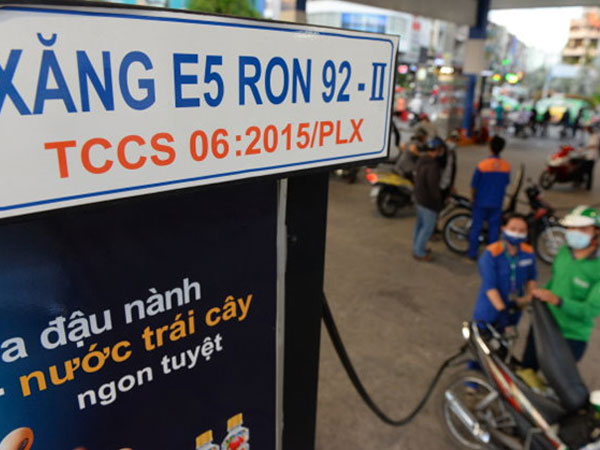 XĂNG E5 RON 92 - II
TCCS 06:2015/PLX
a đậu nành
nước trái cây
ngon tuyệt